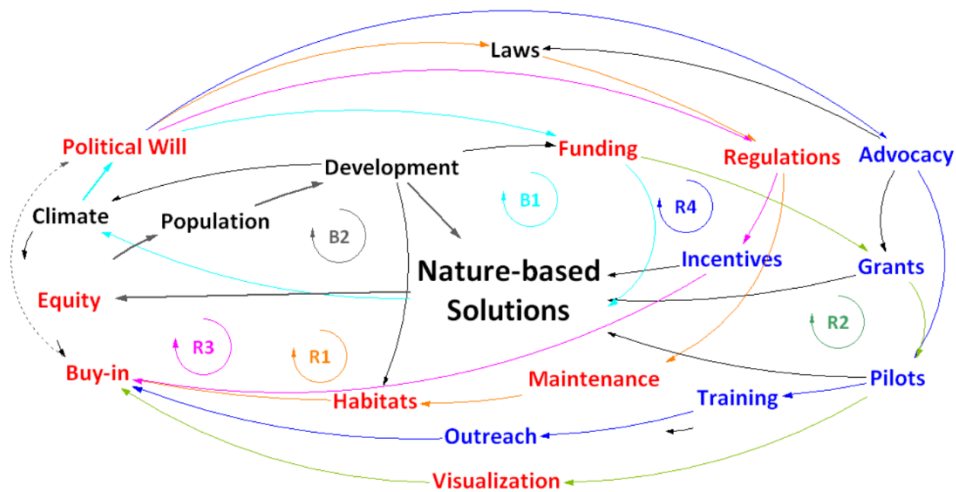 Laws
Political Will
Funding
Regulations
Advocacy
Development
Climate
Population
B1
R4
B2
Nature-based
Solutions
Incentives
Grants
Equity
R3
R1
R2
Buy-in
Habitats
Maintenance
Training
Pilots
Outreach
Visualization